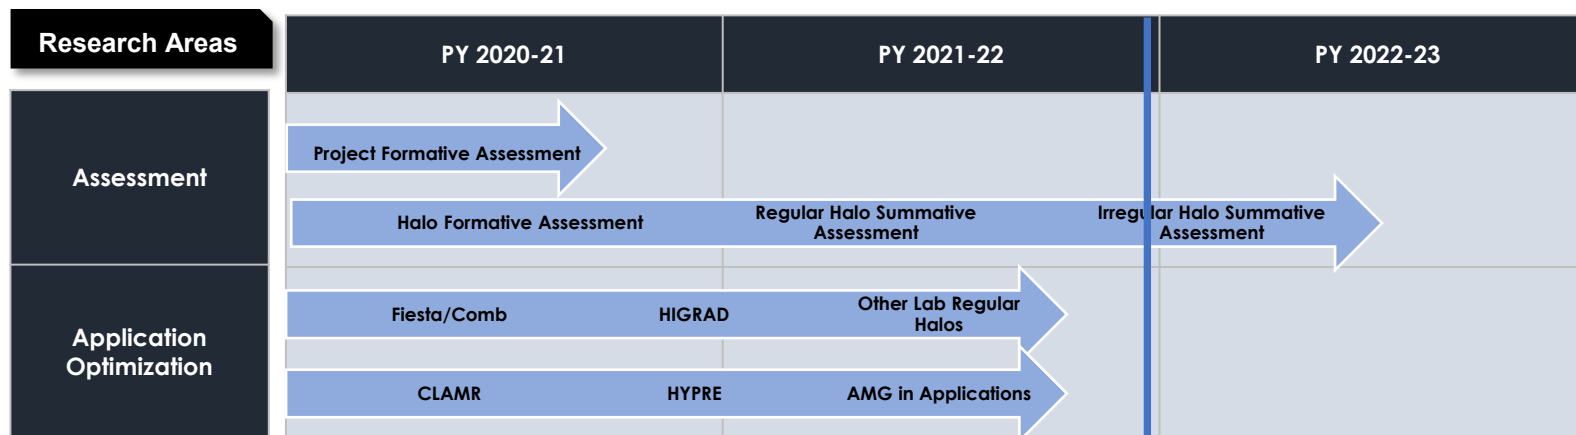 Research Areas
PY 2020-21
PY 2021-22
PY 2022-23
Assessment
Project Formative Assessment
Halo Formative Assessment
Regular Halo Summative
Assessment
Irregular Halo Summative
Assessment
Application
Optimization
Fiesta/Comb
HIGRAD
Other Lab Regular
Halos
CLAMR
HYPRE
AMG in Applications